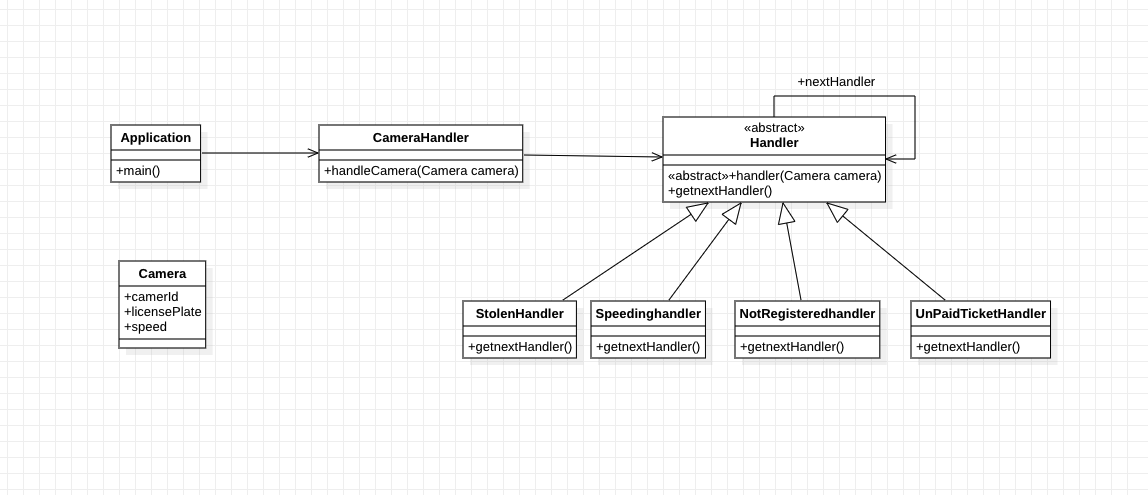 +nextHandler
Application
+main()
CameraHandler
+handleCamera(Camera camera)
«abstract»
Handler
«abstract»+handler(Camera camera)
+getnextHandler()
Camera
+camerId
+licensePlate
+speed
StolenHandler
+getnextHandler()
Speedinghandler
+getnextHandler()
NotRegisteredhandler
+getnextHandler()
UnPaidTicketHandler
+getnextHandler()